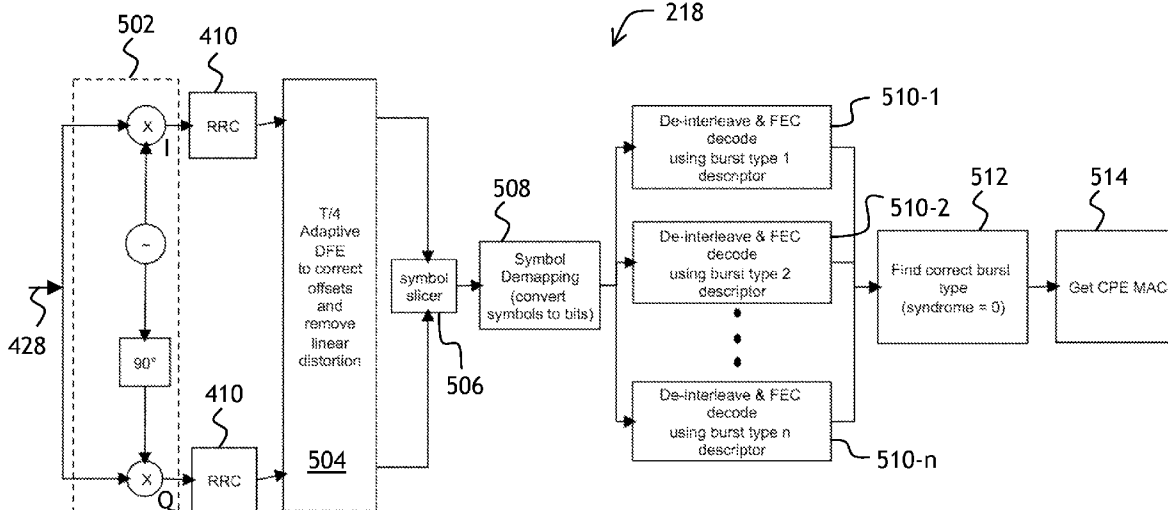 218
502
410
510-1
X
I
RRC
De-interleave & FEC
decode
using burst type 1
descriptor
508
510-2
512
514
T/4
Adaptive
DFE
to correct
offsets
and
remove
linear
distortion
~
symbol
slicer
Symbol
Demapping
(convert
symbols to bits)
De-interleave & FEC
decode
using burst type 2
descriptor
Find correct burst
type
(syndrome = 0)
Get CPE MAC
428
90°
506
410
De-interleave & FEC
decode
using burst type n
descriptor
504
X
Q
RRC
510-n